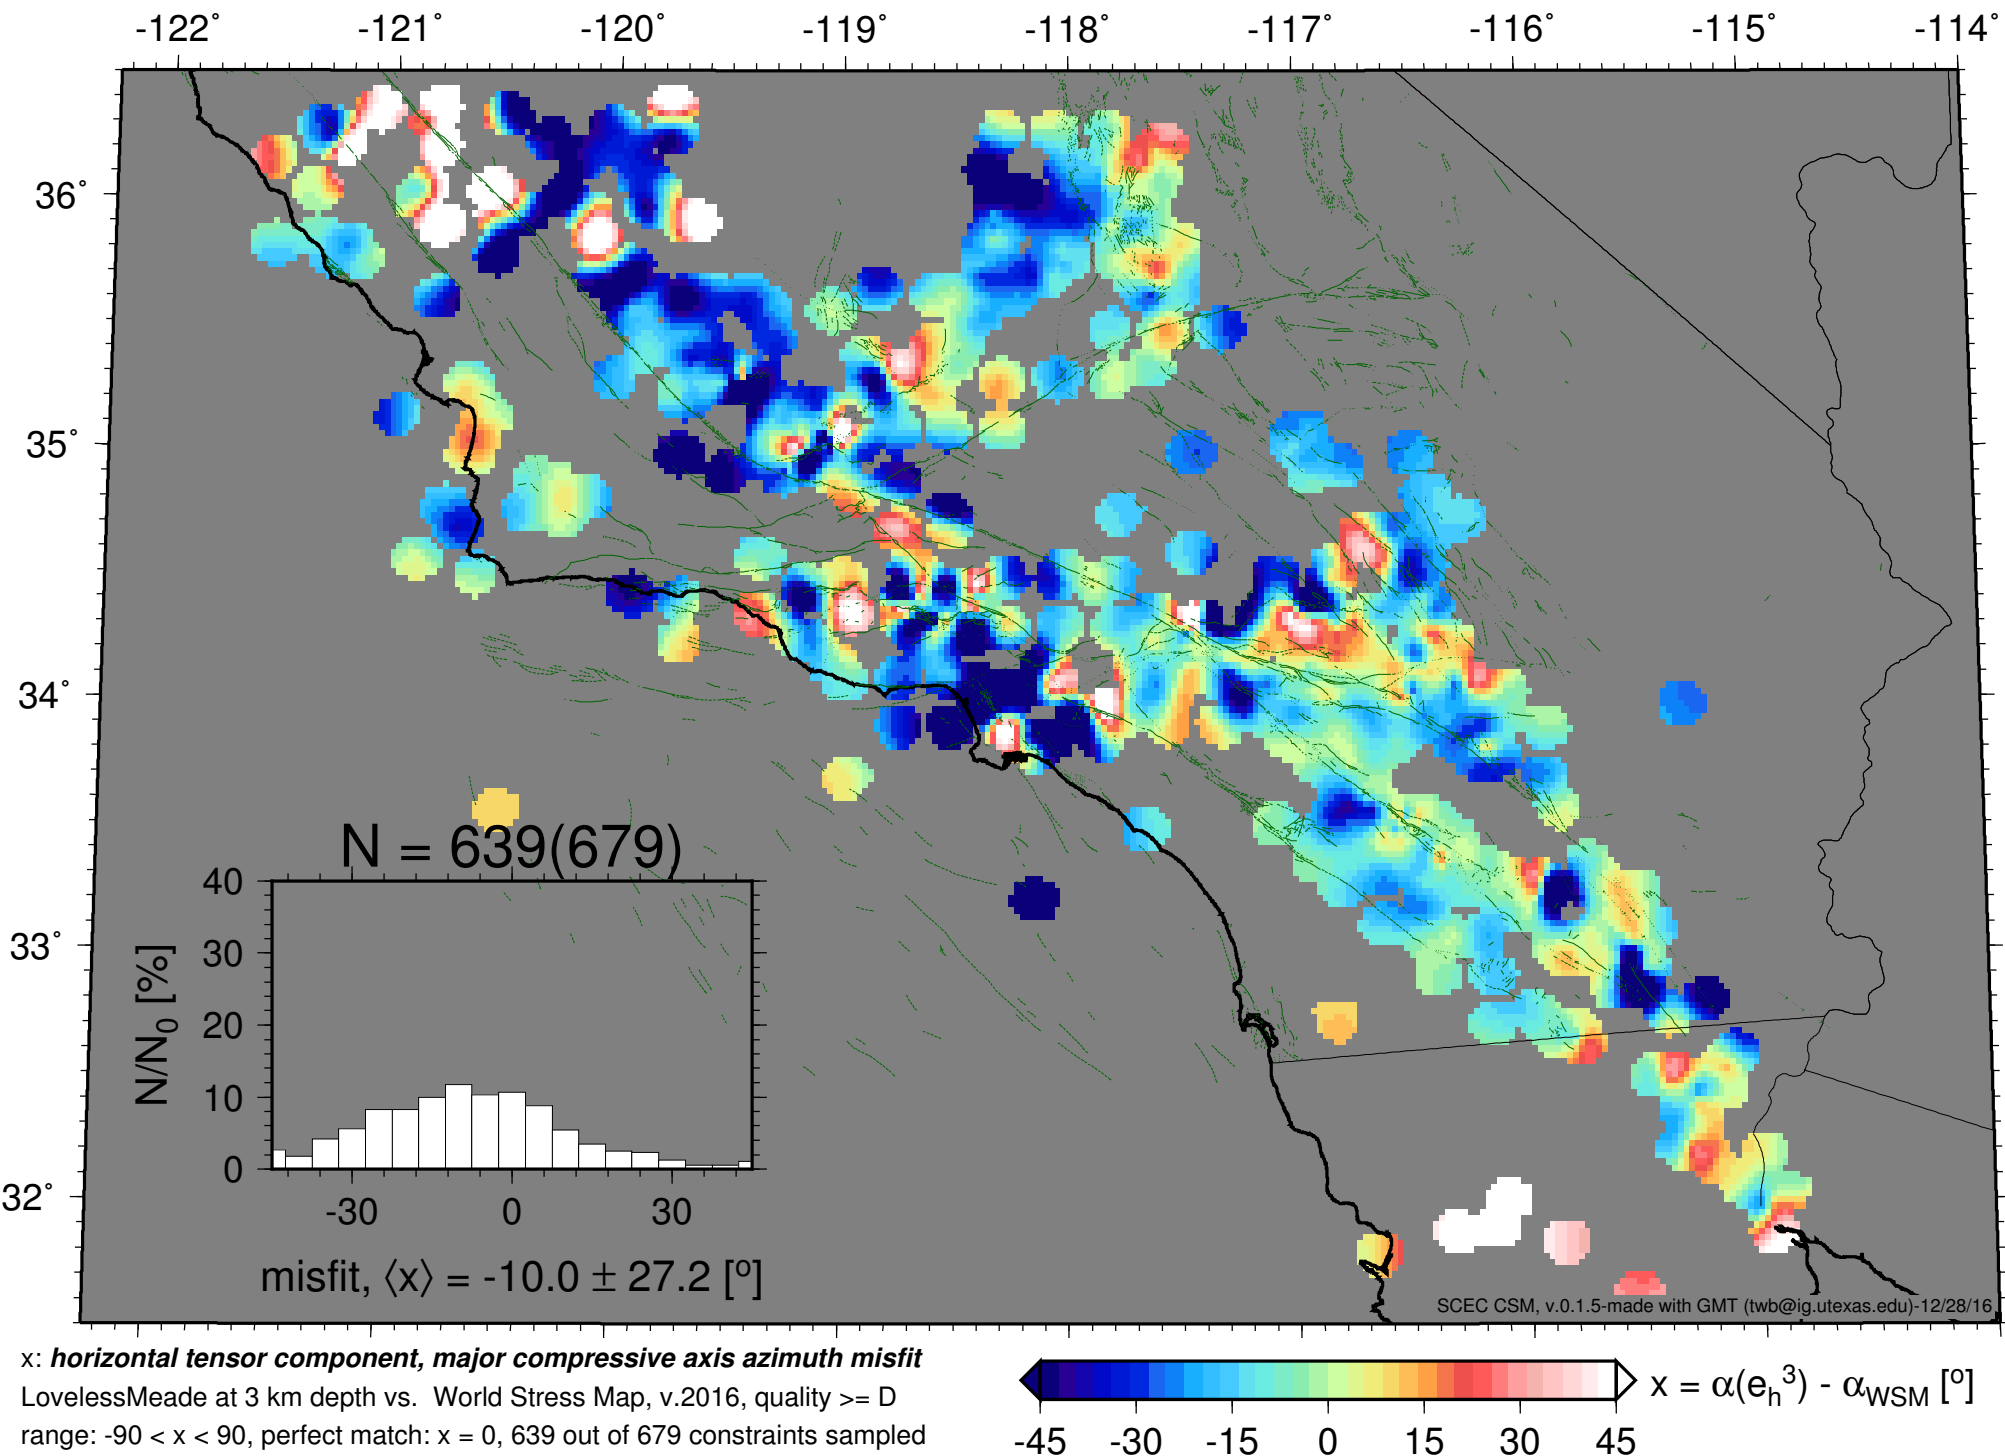 -122˚ -121˚ -120˚ -119˚ -118˚ -117˚ -116˚ -115˚ -114˚
36˚
35˚
34˚
33˚
32˚
N = 639(679)
40
30
20
10
0
N/N0 [%]
-30 0 30
misfit, ⟨x⟩ = -10.0 ± 27.2 [º]
SCEC CSM, v.0.1.5-made with GMT (twb@ig.utexas.edu)-12/28/16
x: horizontal tensor component, major compressive axis azimuth misfit
LovelessMeade at 3 km depth vs. World Stress Map, v.2016, quality >= D
range: -90 < x < 90, perfect match: x = 0, 639 out of 679 constraints sampled
x = α(eh3) - αWSM [º]
-45 -30 -15 0 15 30 45